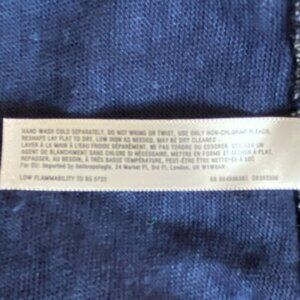 HAND WASH COLD SEPARATELY, DO NOT WRING OR TWIST, USE ONLY NON-CHLORINE BLEACH,
RESHAPE LAY FLAT TO DRY, LOW IRON AS NEEDED, MAY BE DRY CLEANED
LAVER À LA MAIN À L'EAU FROIDE SÉPARÉMENT. NE PAS TORDRE OU ESSORER. UTILISER UN
AGENT DE BLANCHIMENT SANS CHLORE SI NÉCESSAIRE, METTRE EN FORME ET SÉCHER À PLAT,
REPASSER, AU BESOIN, À TRÈS BASSE TEMPÉRATURE, PEUT-ÊTRE ÊTRE NETTOYÉ À SEC
For EU: Imported by Anthropologie, 24 Market Pl, 3rd Fl, London, UK W1W8AN
LOW FLAMMABILITY TO BS 5722